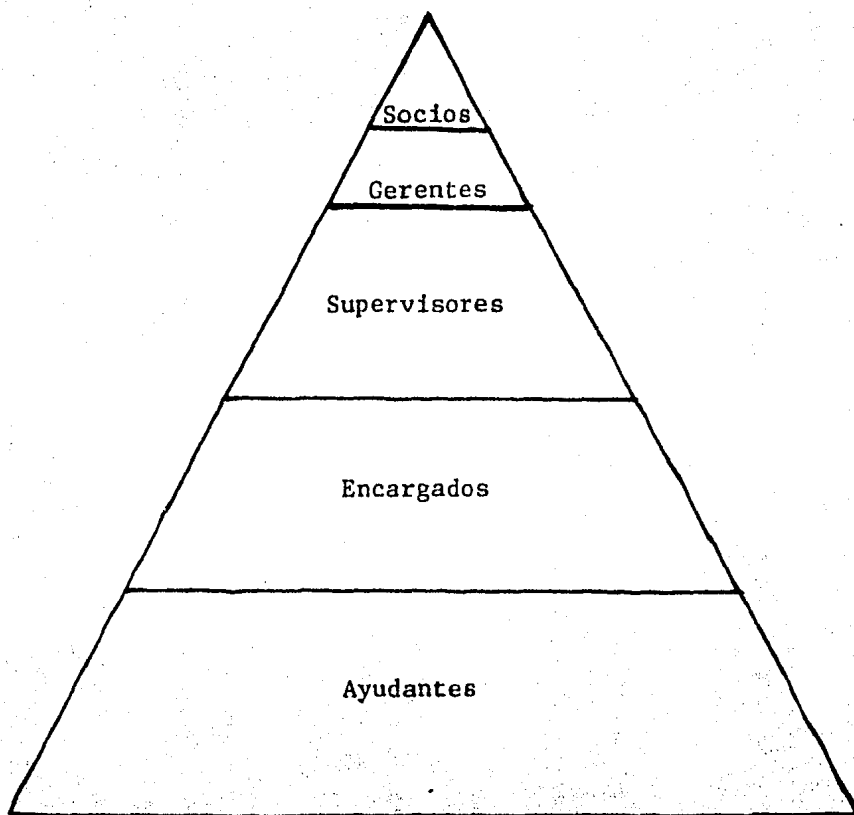 Socios
Gerentes
Supervisores
Encargados
Ayudantes